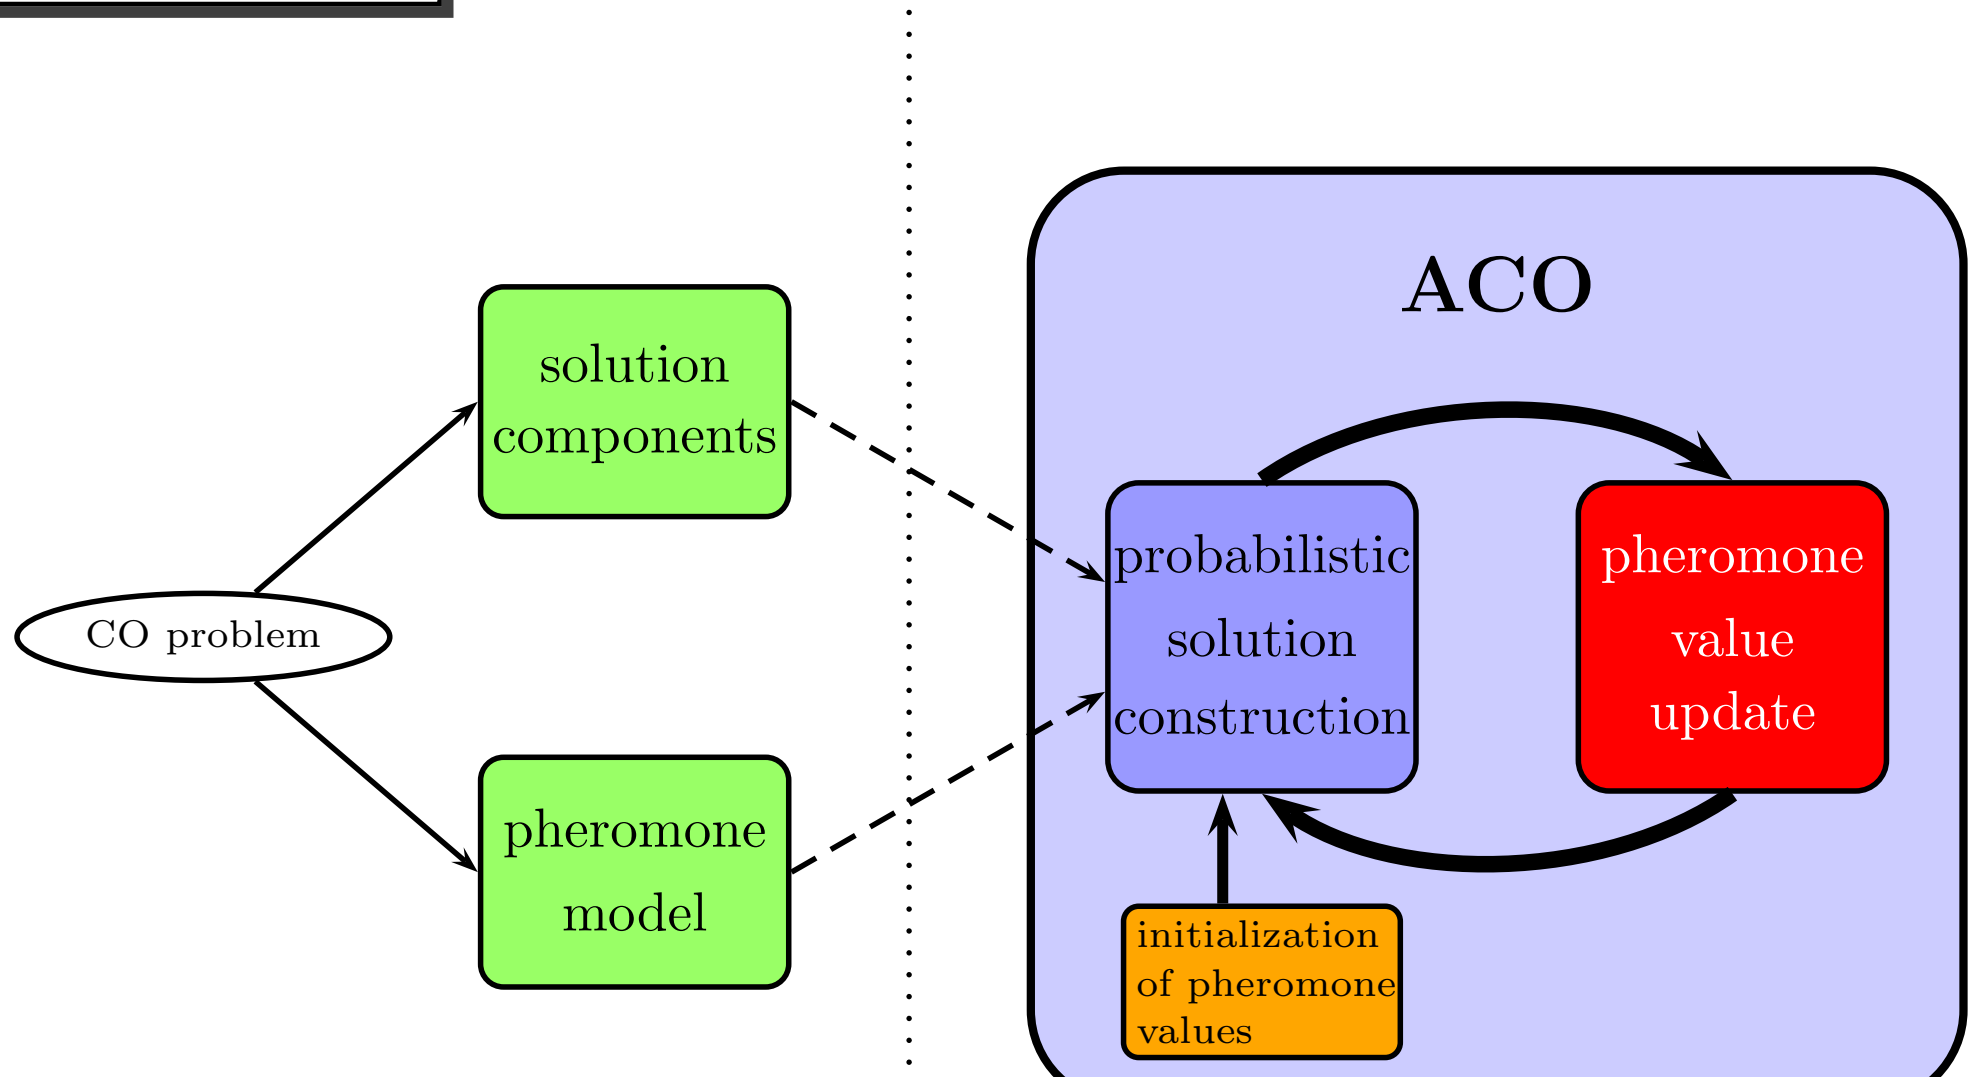 ACO
solution
components
CO problem
pheromone
model
probabilistic
solution
construction
pheromone
value
update
initialization
of pheromone
values